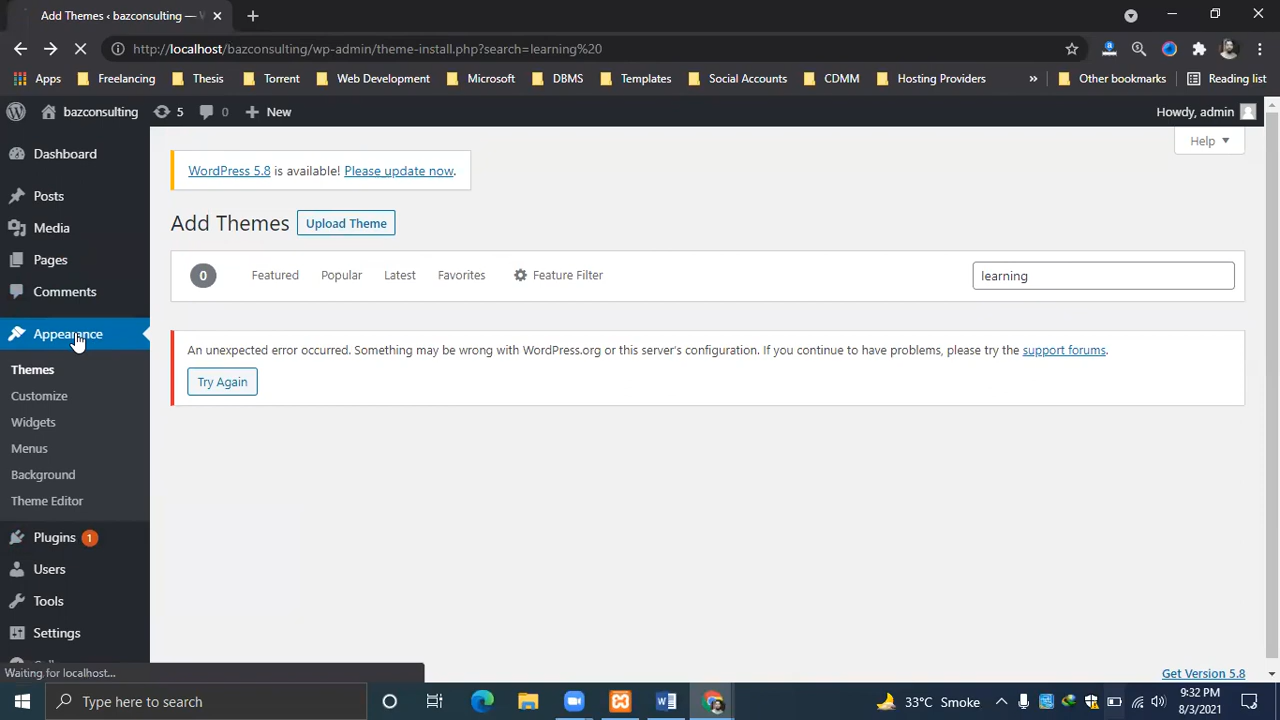 Add Themes ‹ bazconsulting —
http://localhost/bazconsulting/wp-admin/theme-install.php?search=learning%20
Apps Freelancing Thesis Torrent Web Development Microsoft DBMS Templates Social Accounts CDMM Hosting Providers » Other bookmarks Reading list
bazconsulting 5 0 + New Howdy, admin
Help
Dashboard
WordPress 5.8 is available! Please update now.
Posts
Media
Pages
Comments
Appearance
Themes
Customize
Widgets
Menus
Background
Theme Editor
Plugins 1
Users
Tools
Settings
Add Themes Upload Theme
0 Featured Popular Latest Favorites Feature Filter learning
An unexpected error occurred. Something may be wrong with WordPress.org or this server's configuration. If you continue to have problems, please try the support forums.
Try Again
Waiting for localhost...
Get Version 5.8
Type here to search
33°C Smoke
9:32 PM
8/3/2021